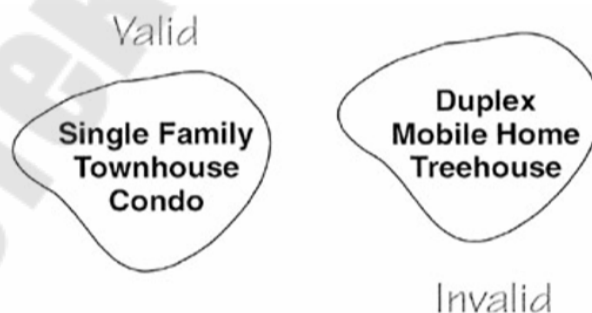 Valid
Single Family
Townhouse
Condo
Duplex
Mobile Home
Treehouse
Invalid